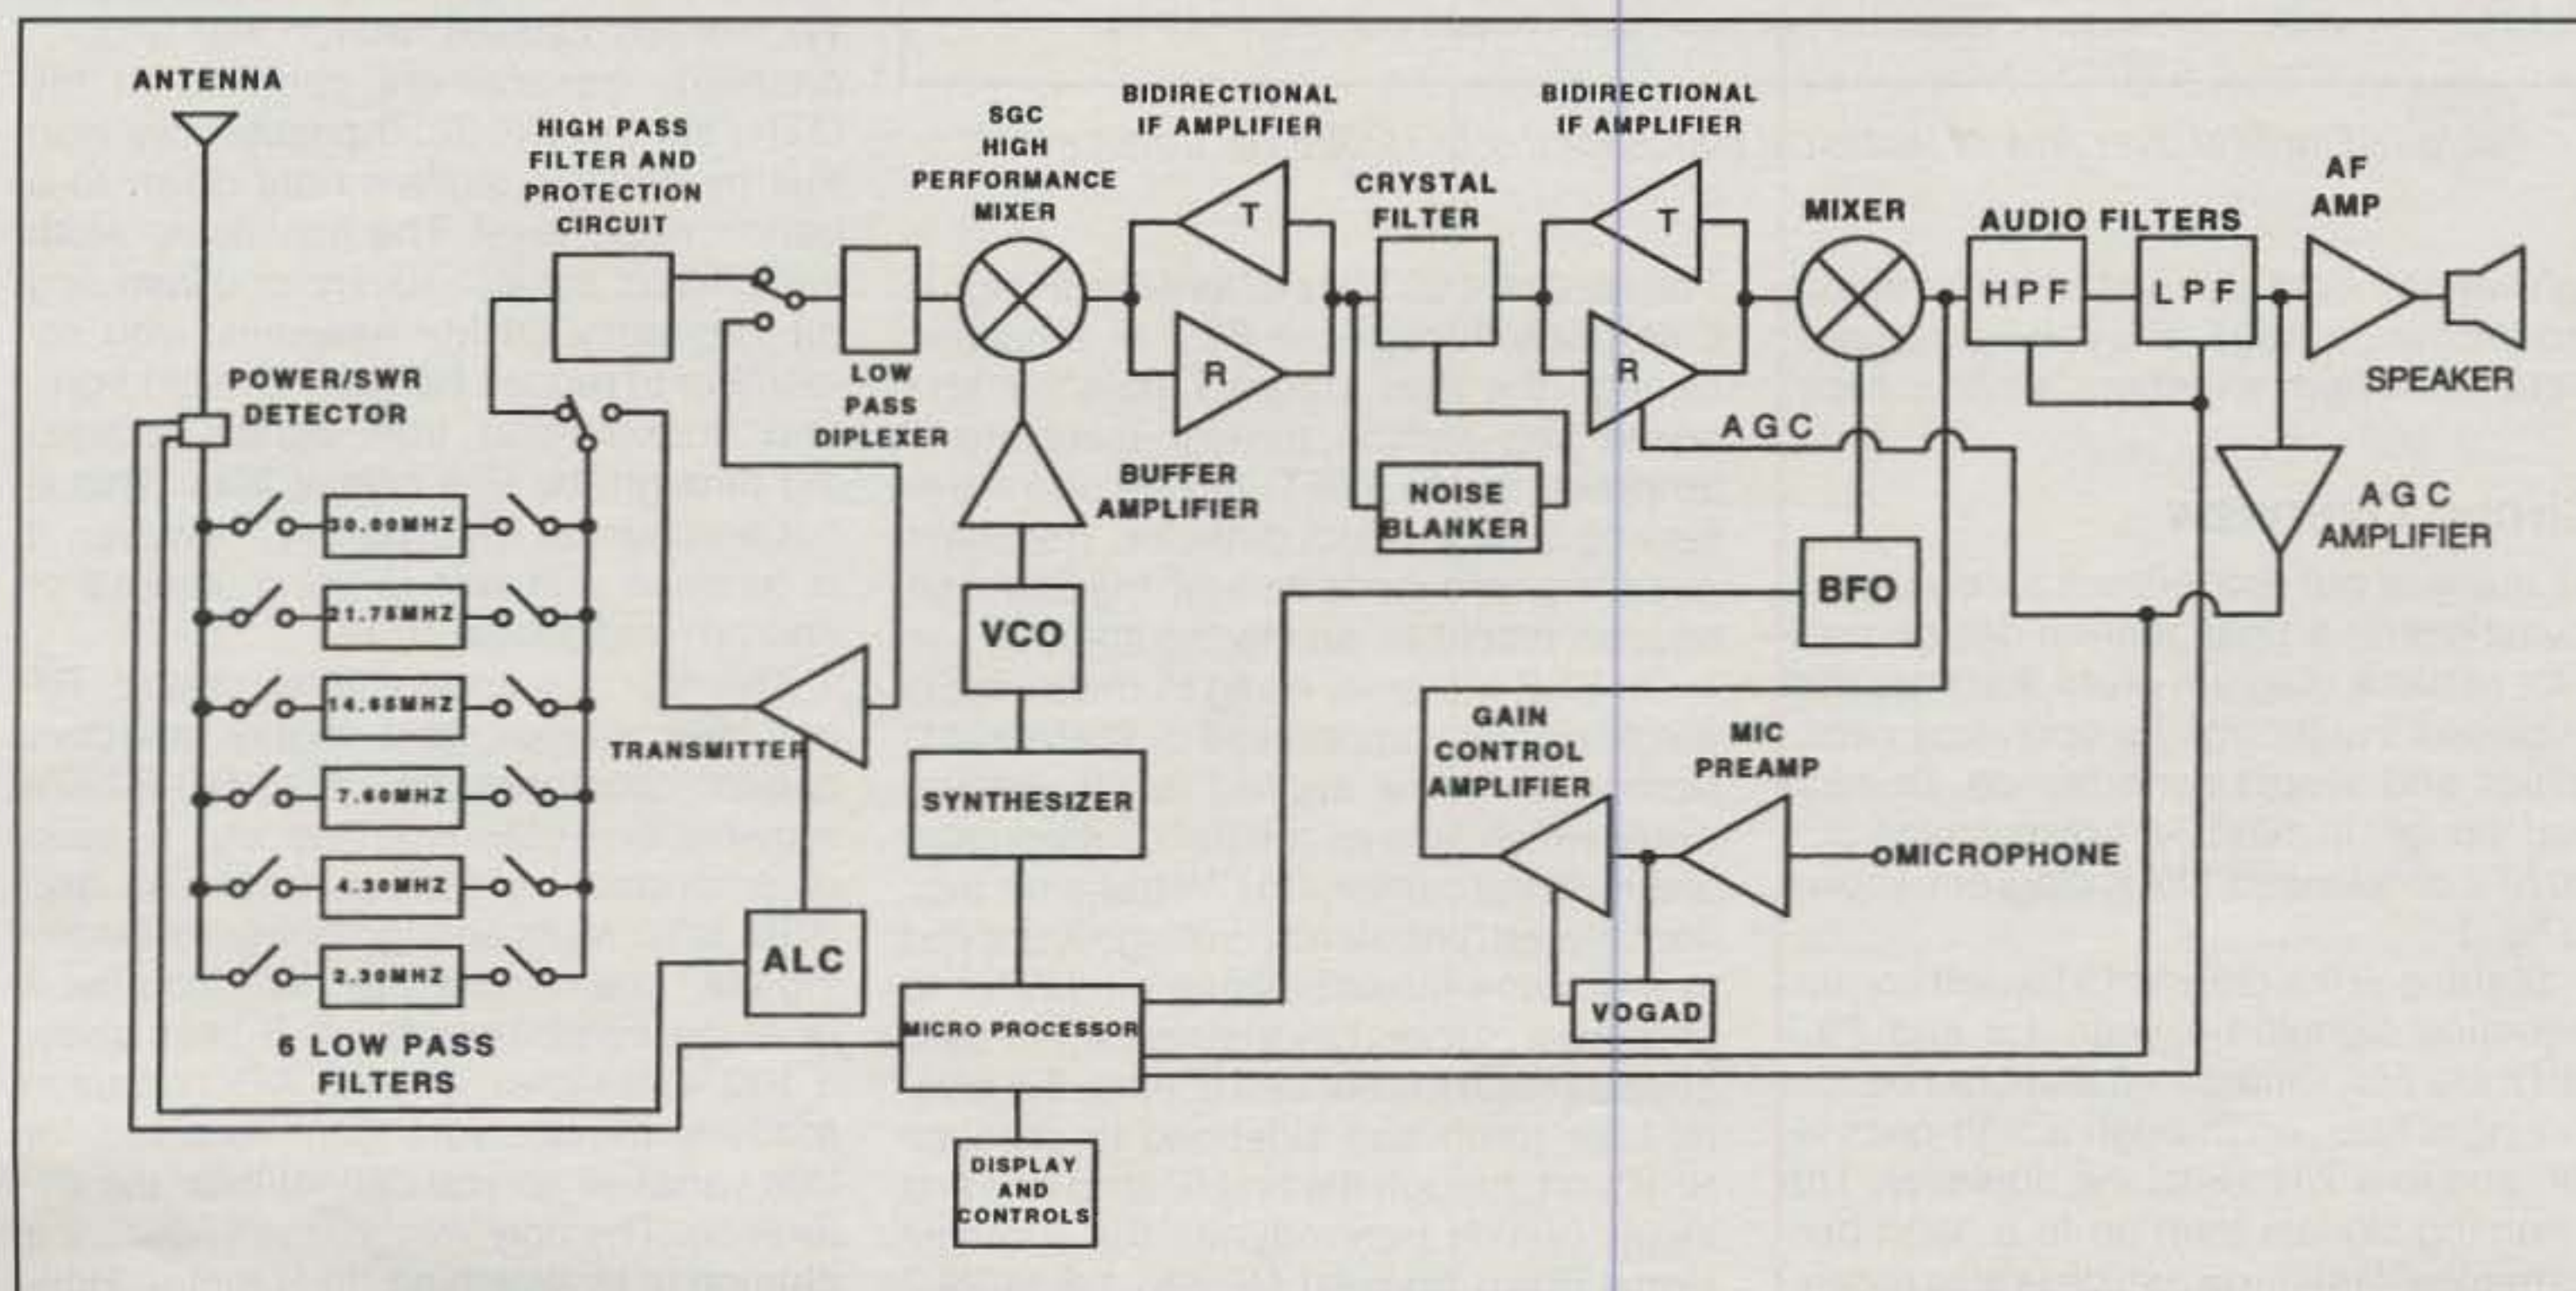 ANTENNA
HIGH PASS
FILTER AND
PROTECTION
CIRCUIT
SGC
HIGH
PERFORMANCE
MIXER
BIDIRECTIONAL
IF AMPLIFIER
T
R
CRYSTAL
FILTER
BIDIRECTIONAL
IF AMPLIFIER
T
R
MIXER
AUDIO FILTERS
HPF
LPF
AF
AMP
SPEAKER
POWER/SWR
DETECTOR
LOW
PASS
DIPLEXER
BUFFER
AMPLIFIER
NOISE
BLANKER
AGC
AGC
AMPLIFIER
30.00MHZ
21.75MHZ
14.65MHZ
7.60MHZ
4.30MHZ
2.30MHZ
6 LOW PASS
FILTERS
TRANSMITTER
ALC
VCO
SYNTHESIZER
MICRO PROCESSOR
DISPLAY
AND
CONTROLS
BFO
GAIN
CONTROL
AMPLIFIER
MIC
PREAMP
MICROPHONE
VOGAD